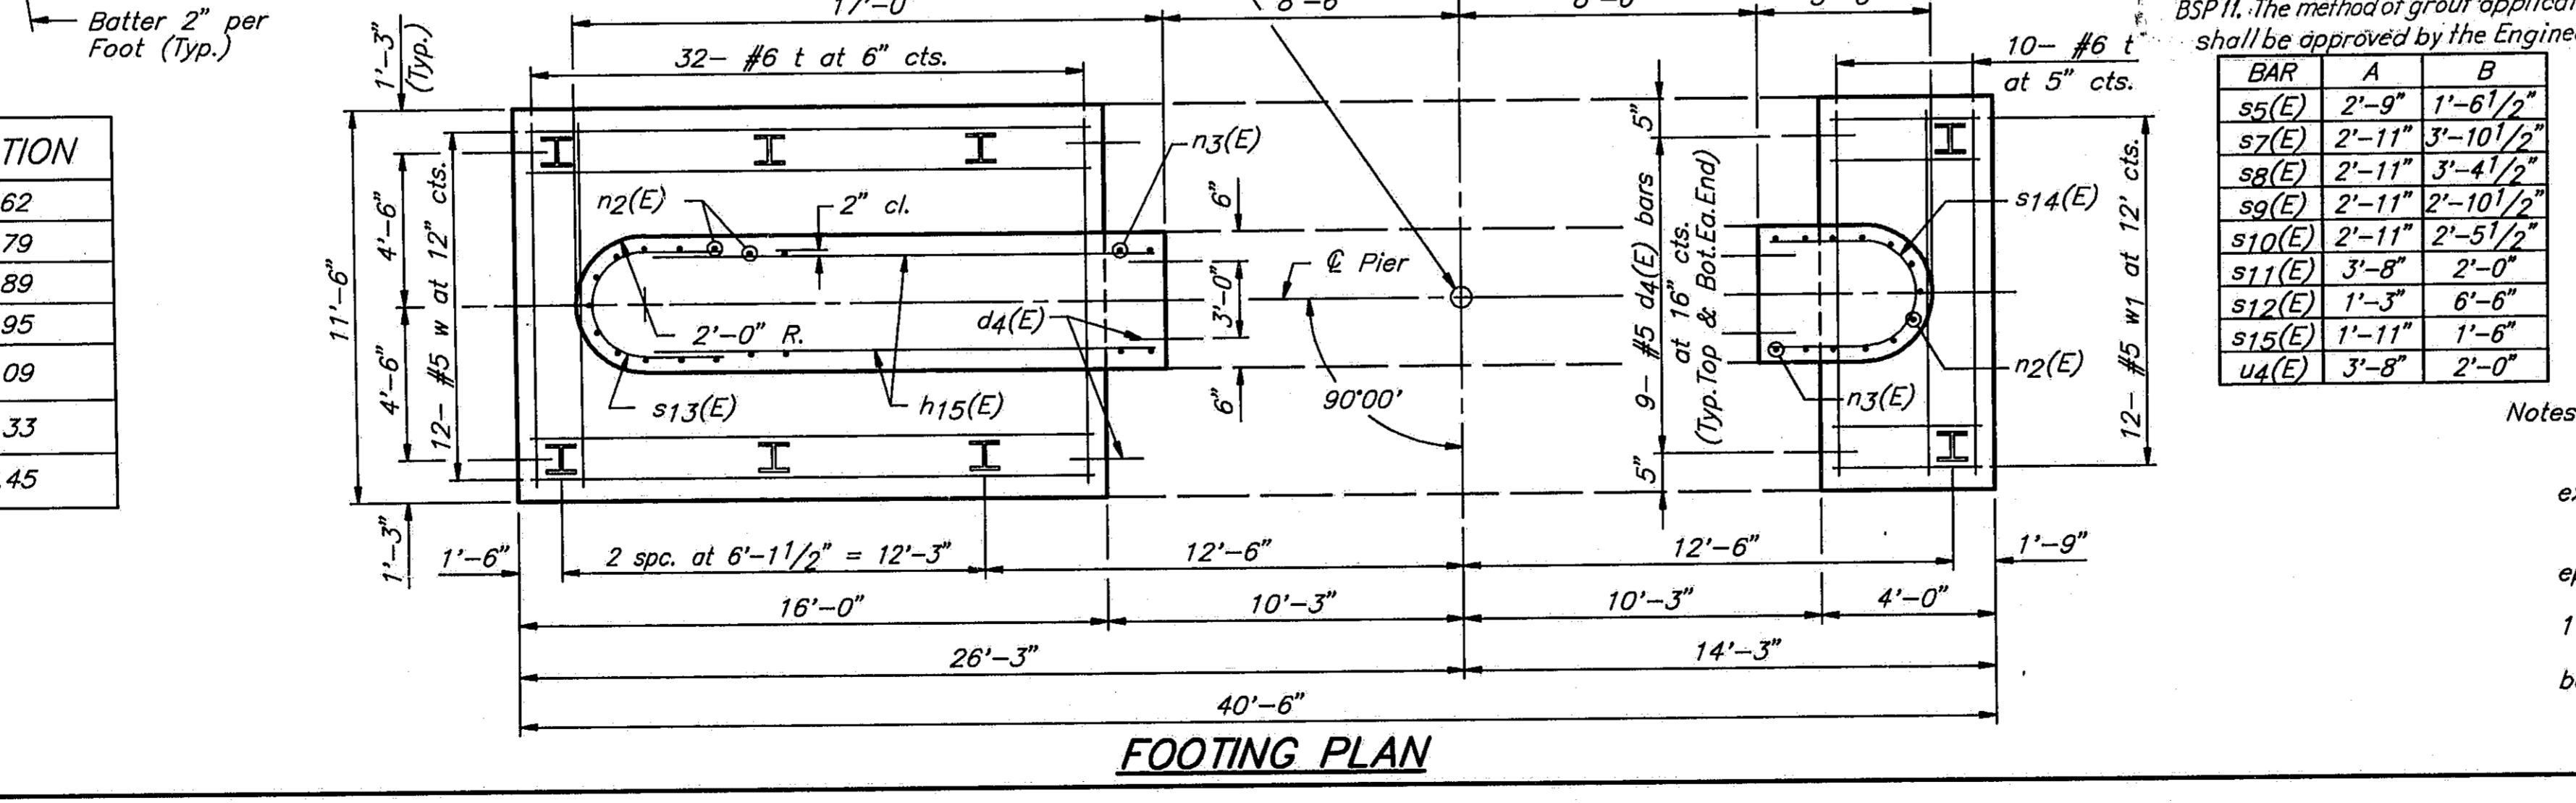 Batter 2" per
Foot (Typ.)
TION
62
79
89
95
09
33
.45
17'-0"
8'-6"
1'-3"
(Typ.)
32- #6 t at 6" cts.
10- #6 t
at 5" cts.
BSP 11. The method of grout
shall be approved by the
BAR A B
s5(E) 2'-9" 1'-6 1/2"
s7(E) 2'-11" 3'-10 1/2"
s8(E) 2'-11" 3'-4 1/2"
s9(E) 2'-11" 2'-10 1/2"
s10(E) 2'-11" 2'-5 1/2"
s11(E) 3'-8" 2'-0"
s12(E) 1'-3" 6'-6"
s15(E) 1'-11" 1'-6"
u4(E) 3'-8" 2'-0"
Notes
11'-6"
4'-6"
4'-6"
12- #5 w at 12" cts.
n2(E)
2" cl.
n3(E)
6"
3'-0"
6"
2'-0" R.
d4(E)
s13(E)
h15(E)
℄ Pier
90°00'
5"
9- #5 d4(E) bars
at 16" cts.
(Typ. Top & Bot. Ea. End)
5"
s14(E)
n2(E)
n3(E)
12- #5 w1 at 12' cts.
1'-3"
1'-6"
2 spc. at 6'-1 1/2" = 12'-3"
12'-6"
12'-6"
1'-9"
16'-0"
10'-3"
10'-3"
4'-0"
26'-3"
14'-3"
40'-6"
FOOTING PLAN